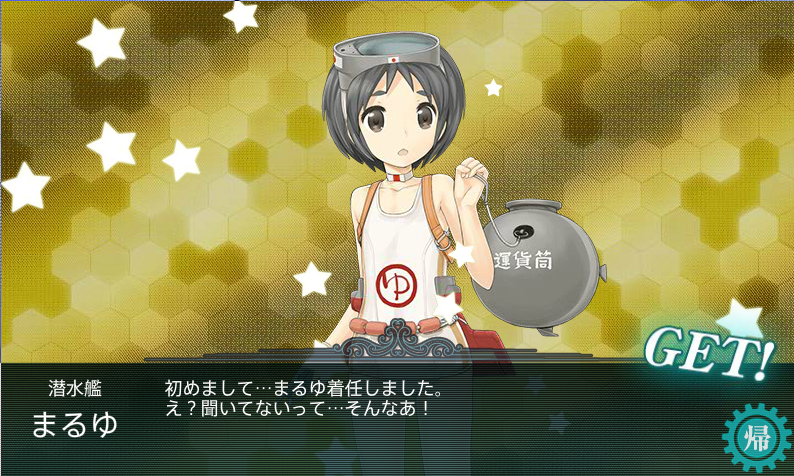 ゆ
運貨筒
GET!
潜水艦
まるゆ
初めまして…まるゆ着任しました。
え？聞いてないって…そんなあ！
帰